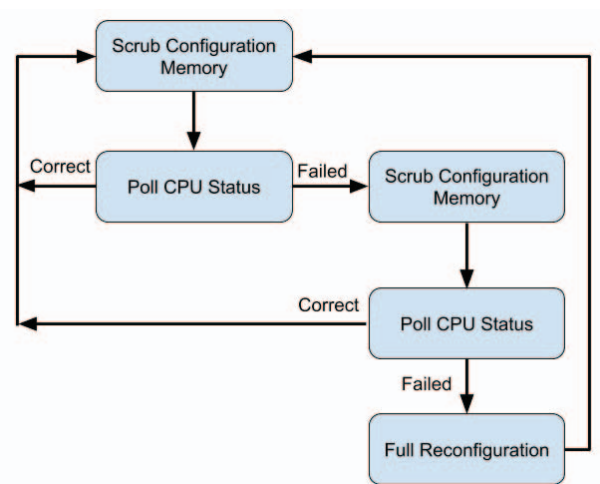 Scrub Configuration
Memory
Correct
Poll CPU Status
Failed
Scrub Configuration
Memory
Correct
Poll CPU Status
Failed
Full Reconfiguration